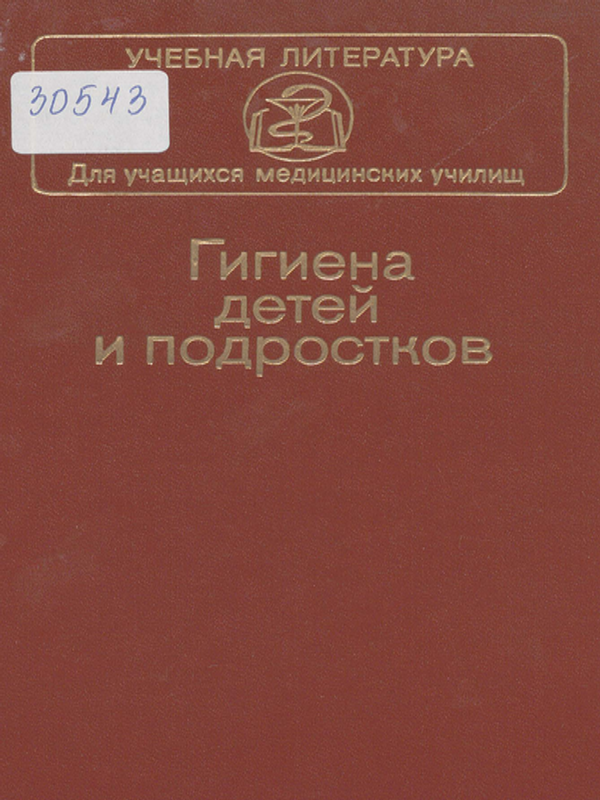 УЧЕБНАЯ ЛИТЕРАТУРА
30543
Для учащихся медицинских училищ
Гигиена
детей
и подростков